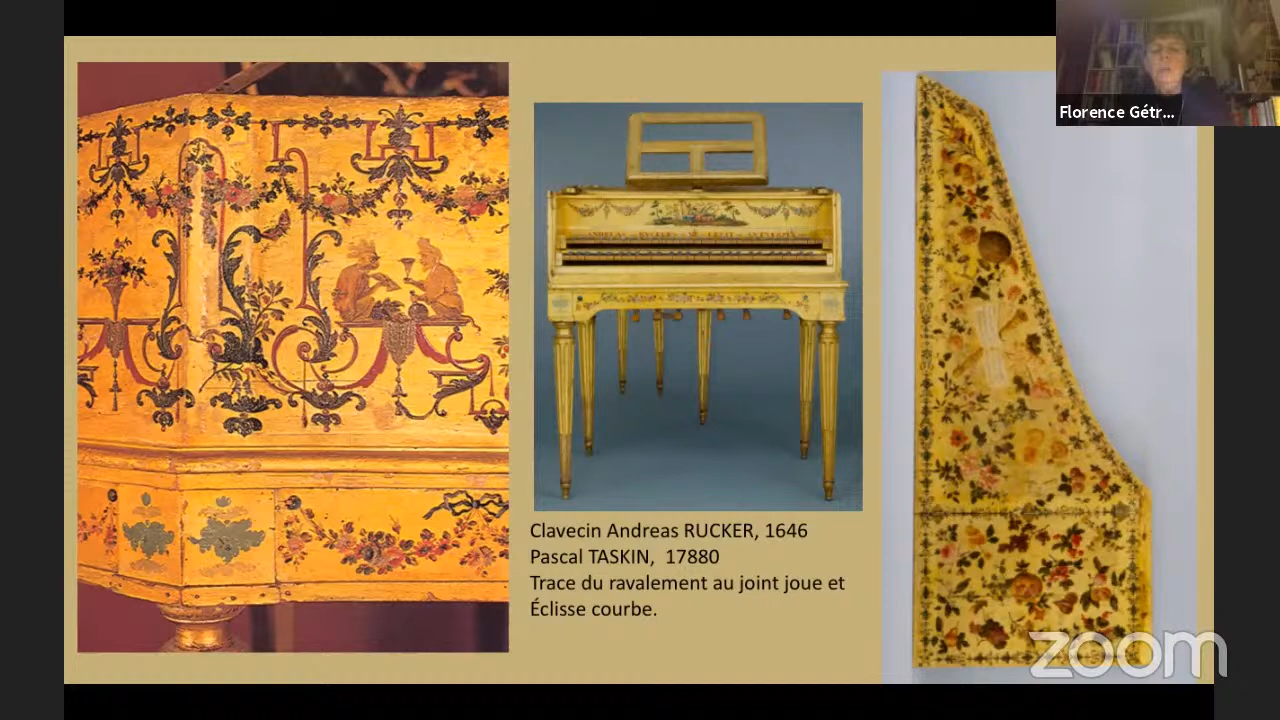 Florence Gétr...
ANDREAS
Clavecin Andreas RUCKER, 1646
Pascal TASKIN, 17880
Trace du ravalement au joint joue et
Éclisse courbe.
zoom